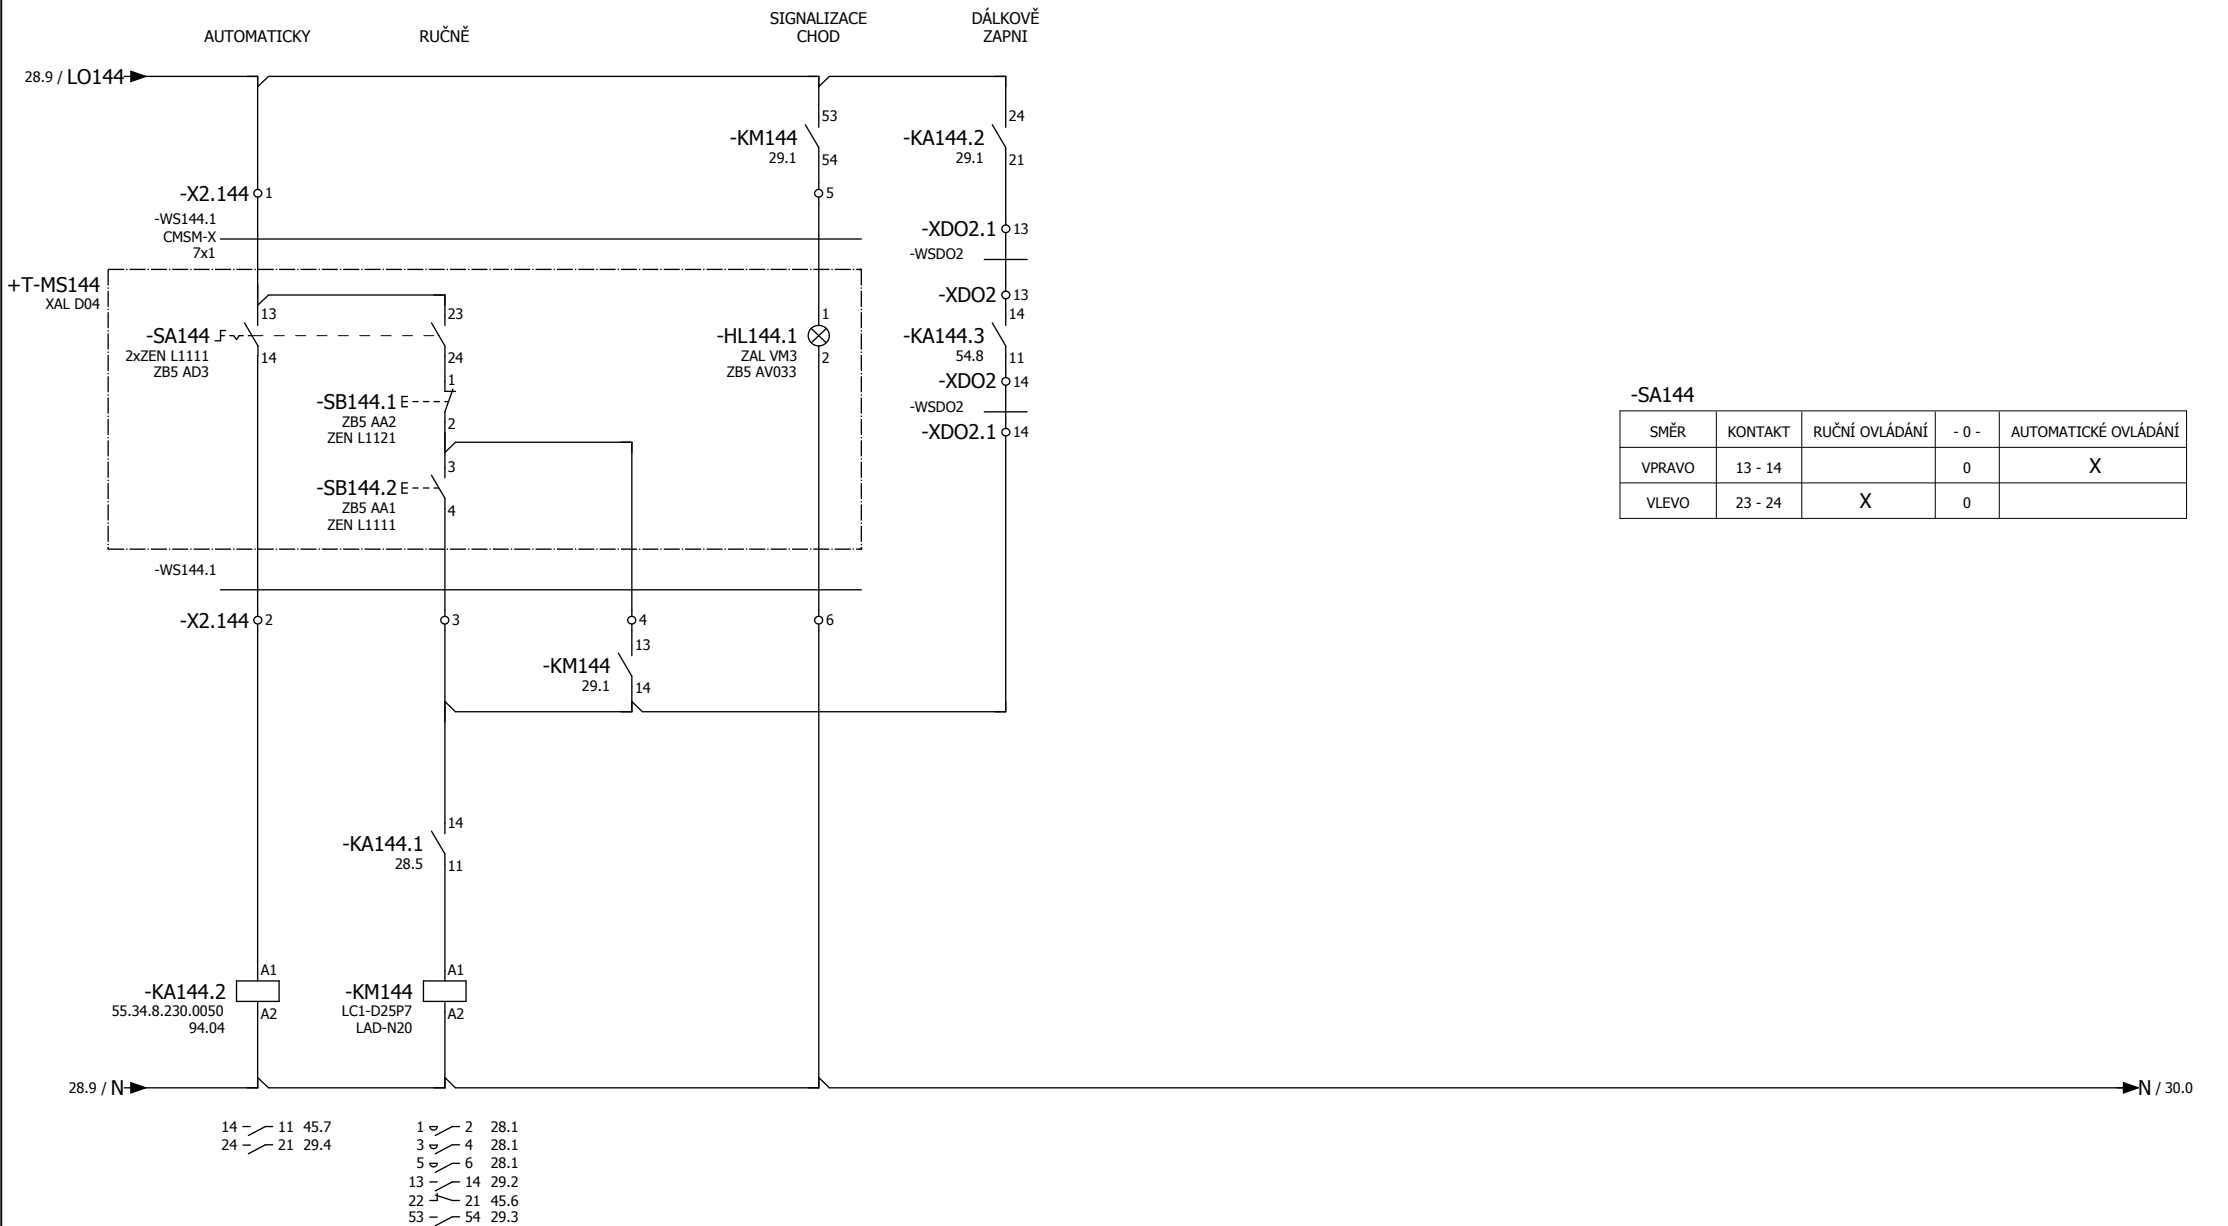 AUTOMATICKY
RUČNĚ
SIGNALIZACE
CHOD
DÁLKOVĚ
ZAPNI
28.9 / LO144
53
-KM144
29.1
54
24
-KA144.2
29.1
21
-X2.144
1
5
-WS144.1
CMSM-X
7x1
-XDO2.1
13
-WSDO2
+T-MS144
XAL D04
-XDO2
13
13
-SA144
2xZEN L1111
ZB5 AD3
14
23
24
1
-HL144.1
ZAL VM3
ZB5 AV033
2
14
-KA144.3
54.8
11
-XDO2
14
-WSDO2
-XDO2.1
14
1
-SB144.1
ZB5 AA2
ZEN L1121
2
3
-SB144.2
ZB5 AA1
ZEN L1111
4
-SA144
SMĚR KONTAKT RUČNÍ OVLÁDÁNÍ - 0 - AUTOMATICKÉ OVLÁDÁNÍ
VPRAVO 13 - 14 0 X
VLEVO 23 - 24 X 0
-WS144.1
-X2.144
2
3
4
6
13
-KM144
29.1
14
14
-KA144.1
28.5
11
A1
-KA144.2
55.34.8.230.0050
94.04
A2
A1
-KM144
LC1-D25P7
LAD-N20
A2
28.9 / N
N / 30.0
14 11 45.7
24 21 29.4
1 2 28.1
3 4 28.1
5 6 28.1
13 14 29.2
22 21 45.6
53 54 29.3